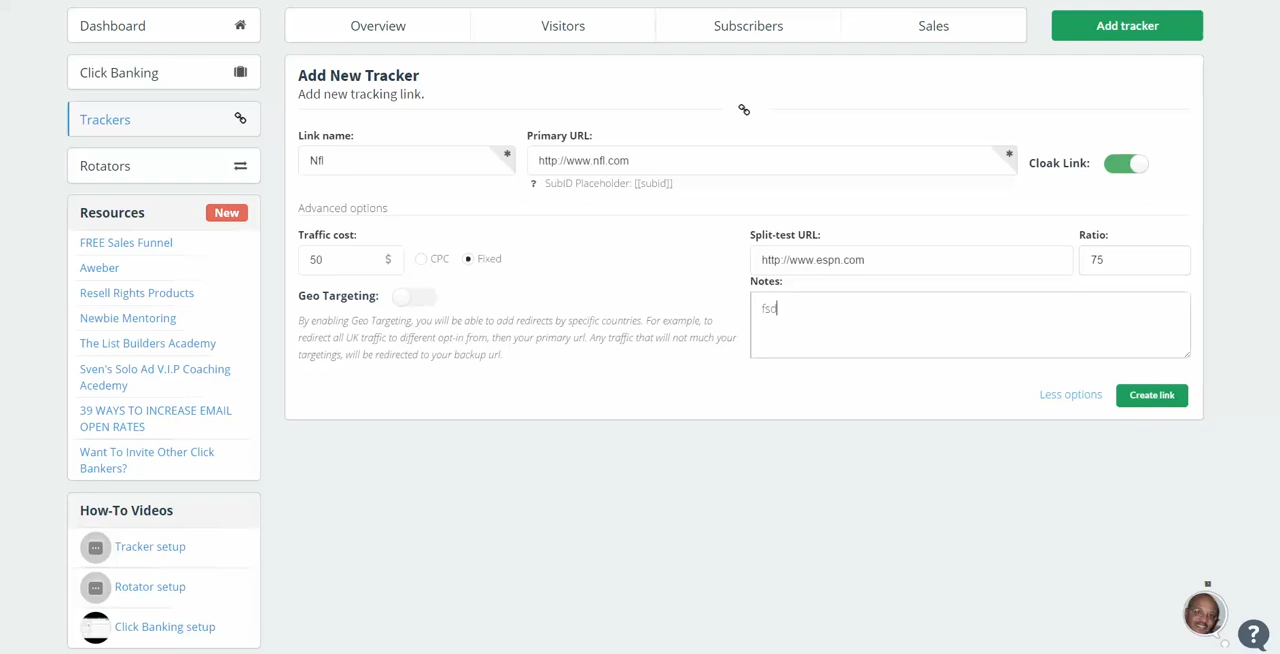 Dashboard
Click Banking
Trackers
Rotators
Resources New
FREE Sales Funnel
Aweber
Resell Rights Products
Newbie Mentoring
The List Builders Academy
Sven's Solo Ad V.I.P Coaching
Acedemy
39 WAYS TO INCREASE EMAIL
OPEN RATES
Want To Invite Other Click
Bankers?
How-To Videos
Tracker setup
Rotator setup
Click Banking setup
Overview Visitors Subscribers Sales Add tracker
Add New Tracker
Add new tracking link.
Link name: Primary URL:
Nfl * http://www.nfl.com * Cloak Link:
? SubID Placeholder: [[subid]]
Advanced options
Traffic cost: Split-test URL: Ratio:
50 $ CPC Fixed http://www.espn.com 75
Notes:
Geo Targeting: fsd
By enabling Geo Targeting, you will be able to add redirects by specific countries. For example, to
redirect all UK traffic to different opt-in from, then your primary url. Any traffic that will not much your
targetings, will be redirected to your backup url.
Less options Create link
?